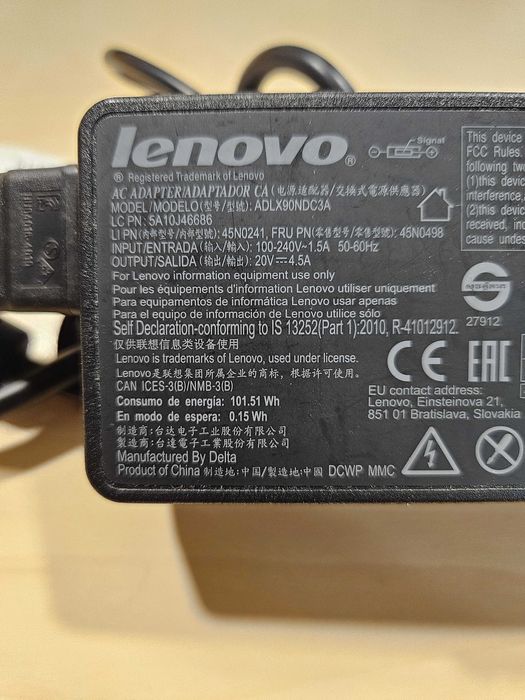 lenovo®
® Registered Trademark of Lenovo
Signal
AC ADAPTER/ADAPTADOR CA (电源适配器/交換式電源供應器)
MODEL/MODELO(型号/型號): ADLX90NDC3A
LC PN: 5A10J46686
LI PN(内部型号/內部型號): 45N0241, FRU PN(零售型号/零售型號): 45N0498
INPUT/ENTRADA (输入/輸入): 100-240V~1.5A 50-60Hz
OUTPUT/SALIDA (输出/輸出): 20V⎓4.5A
For Lenovo information equipment use only
Pour les équipements d'information Lenovo utiliser uniquement
Para equipamentos de informática Lenovo usar apenas
Para el equipo de información de Lenovo utilice sólo
Self Declaration-conforming to IS 13252(Part 1):2010, R-41012912.
仅供联想信息类设备使用
Lenovo is trademarks of Lenovo, used under license.
Lenovo是联想集团所属企业的商标，根据许可使用。
CAN ICES-3(B)/NMB-3(B)
Consumo de energía: 101.51 Wh
En modo de espera: 0.15 Wh
制造商:台达电子工业股份有限公司
製造商:台達電子工業股份有限公司
Manufactured By Delta
Product of China 制造地:中国/製造地:中國 DCWP MMC
This device
FCC Rules.
following tw
(1)this devic
interference,
(2)this devic
received, inc
cause undes
27912
CE EAC
EU contact address:
Lenovo, Einsteinova 21,
851 01 Bratislava, Slovakia